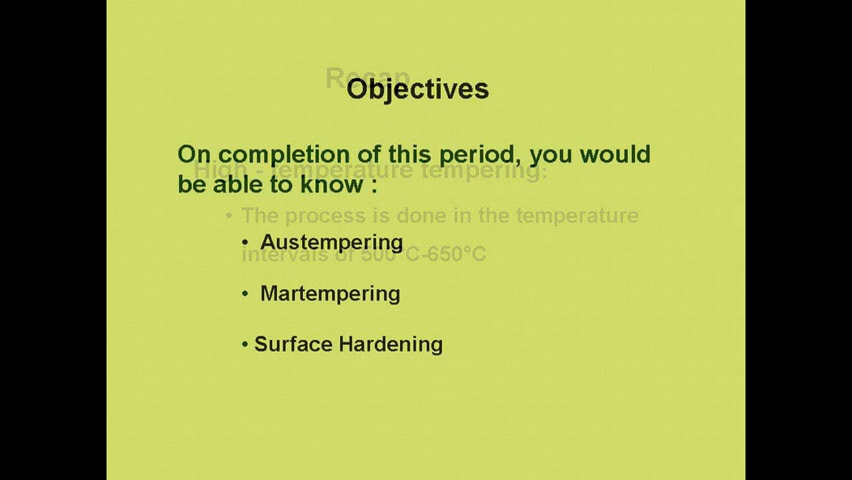 Recap
Objectives
On completion of this period, you would
High - temperature tempering:
be able to know :
• The process is done in the temperature
• Austempering
intervals of 500°C-650°C
• Martempering
• Surface Hardening